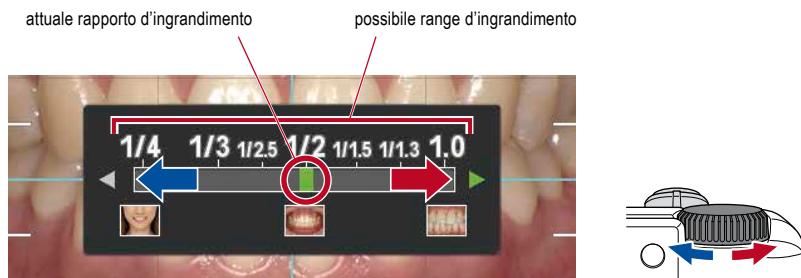 attuale rapporto d'ingrandimento
possibile range d'ingrandimento
1/4 1/3 1/2.5 1/2 1/1.5 1/1.3 1.0